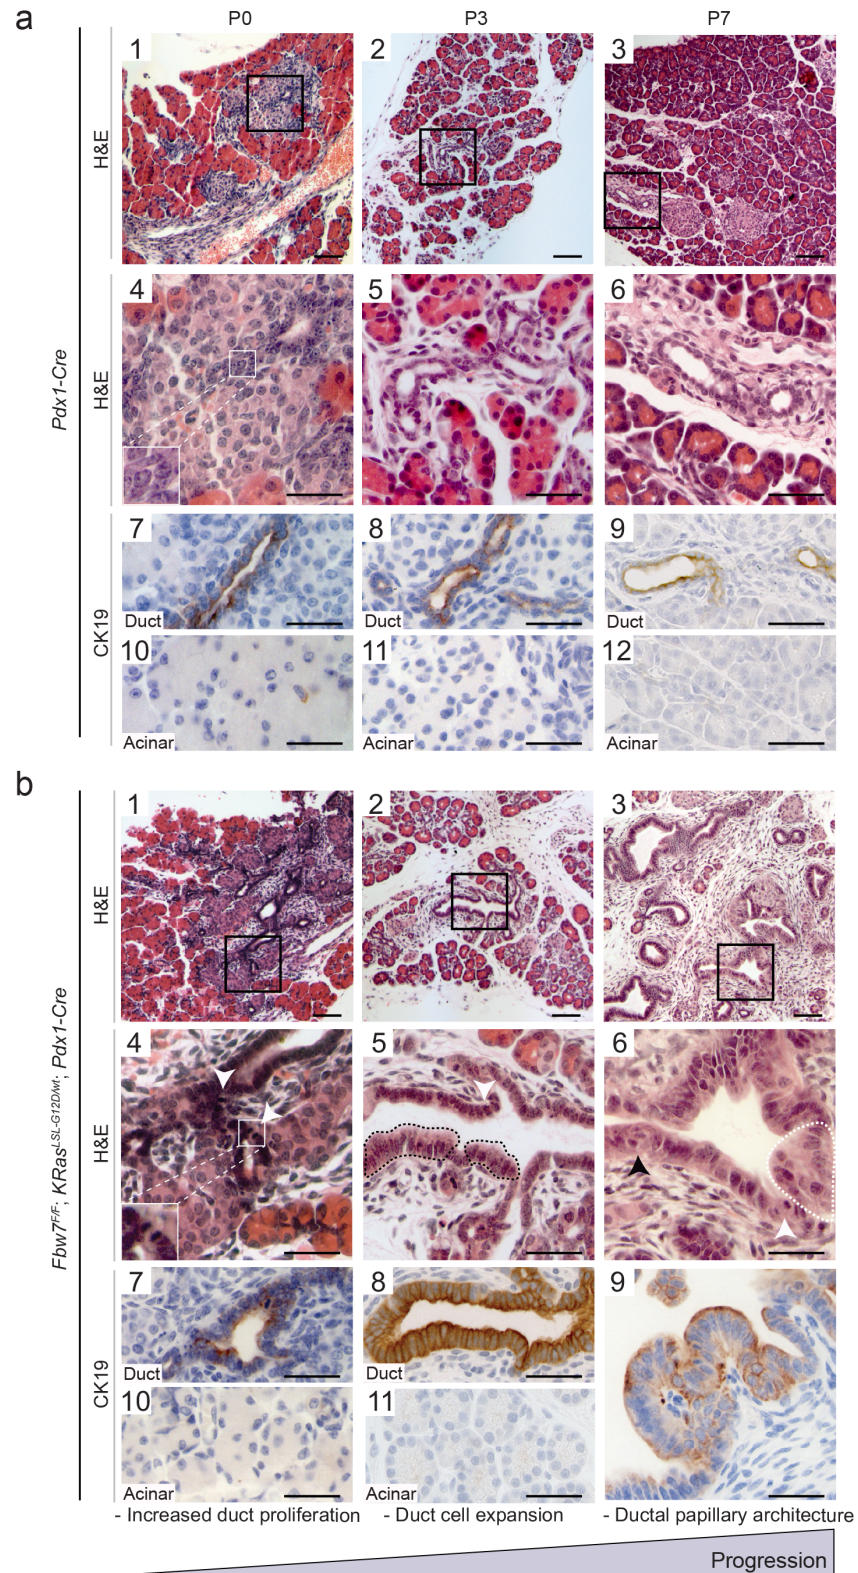 a
P0 P3 P7
Pdx1-Cre
H&E
1 2 3
H&E
4 5 6
CK19
7 8 9
Duct Duct Duct
10 11 12
Acinar Acinar Acinar
b
Fbw7F/F; KRasLSL-G12D/wt; Pdx1-Cre
H&E
1 2 3
H&E
4 5 6
CK19
7 8 9
Duct Duct
10 11
Acinar Acinar
- Increased duct proliferation - Duct cell expansion - Ductal papillary architecture
Progression